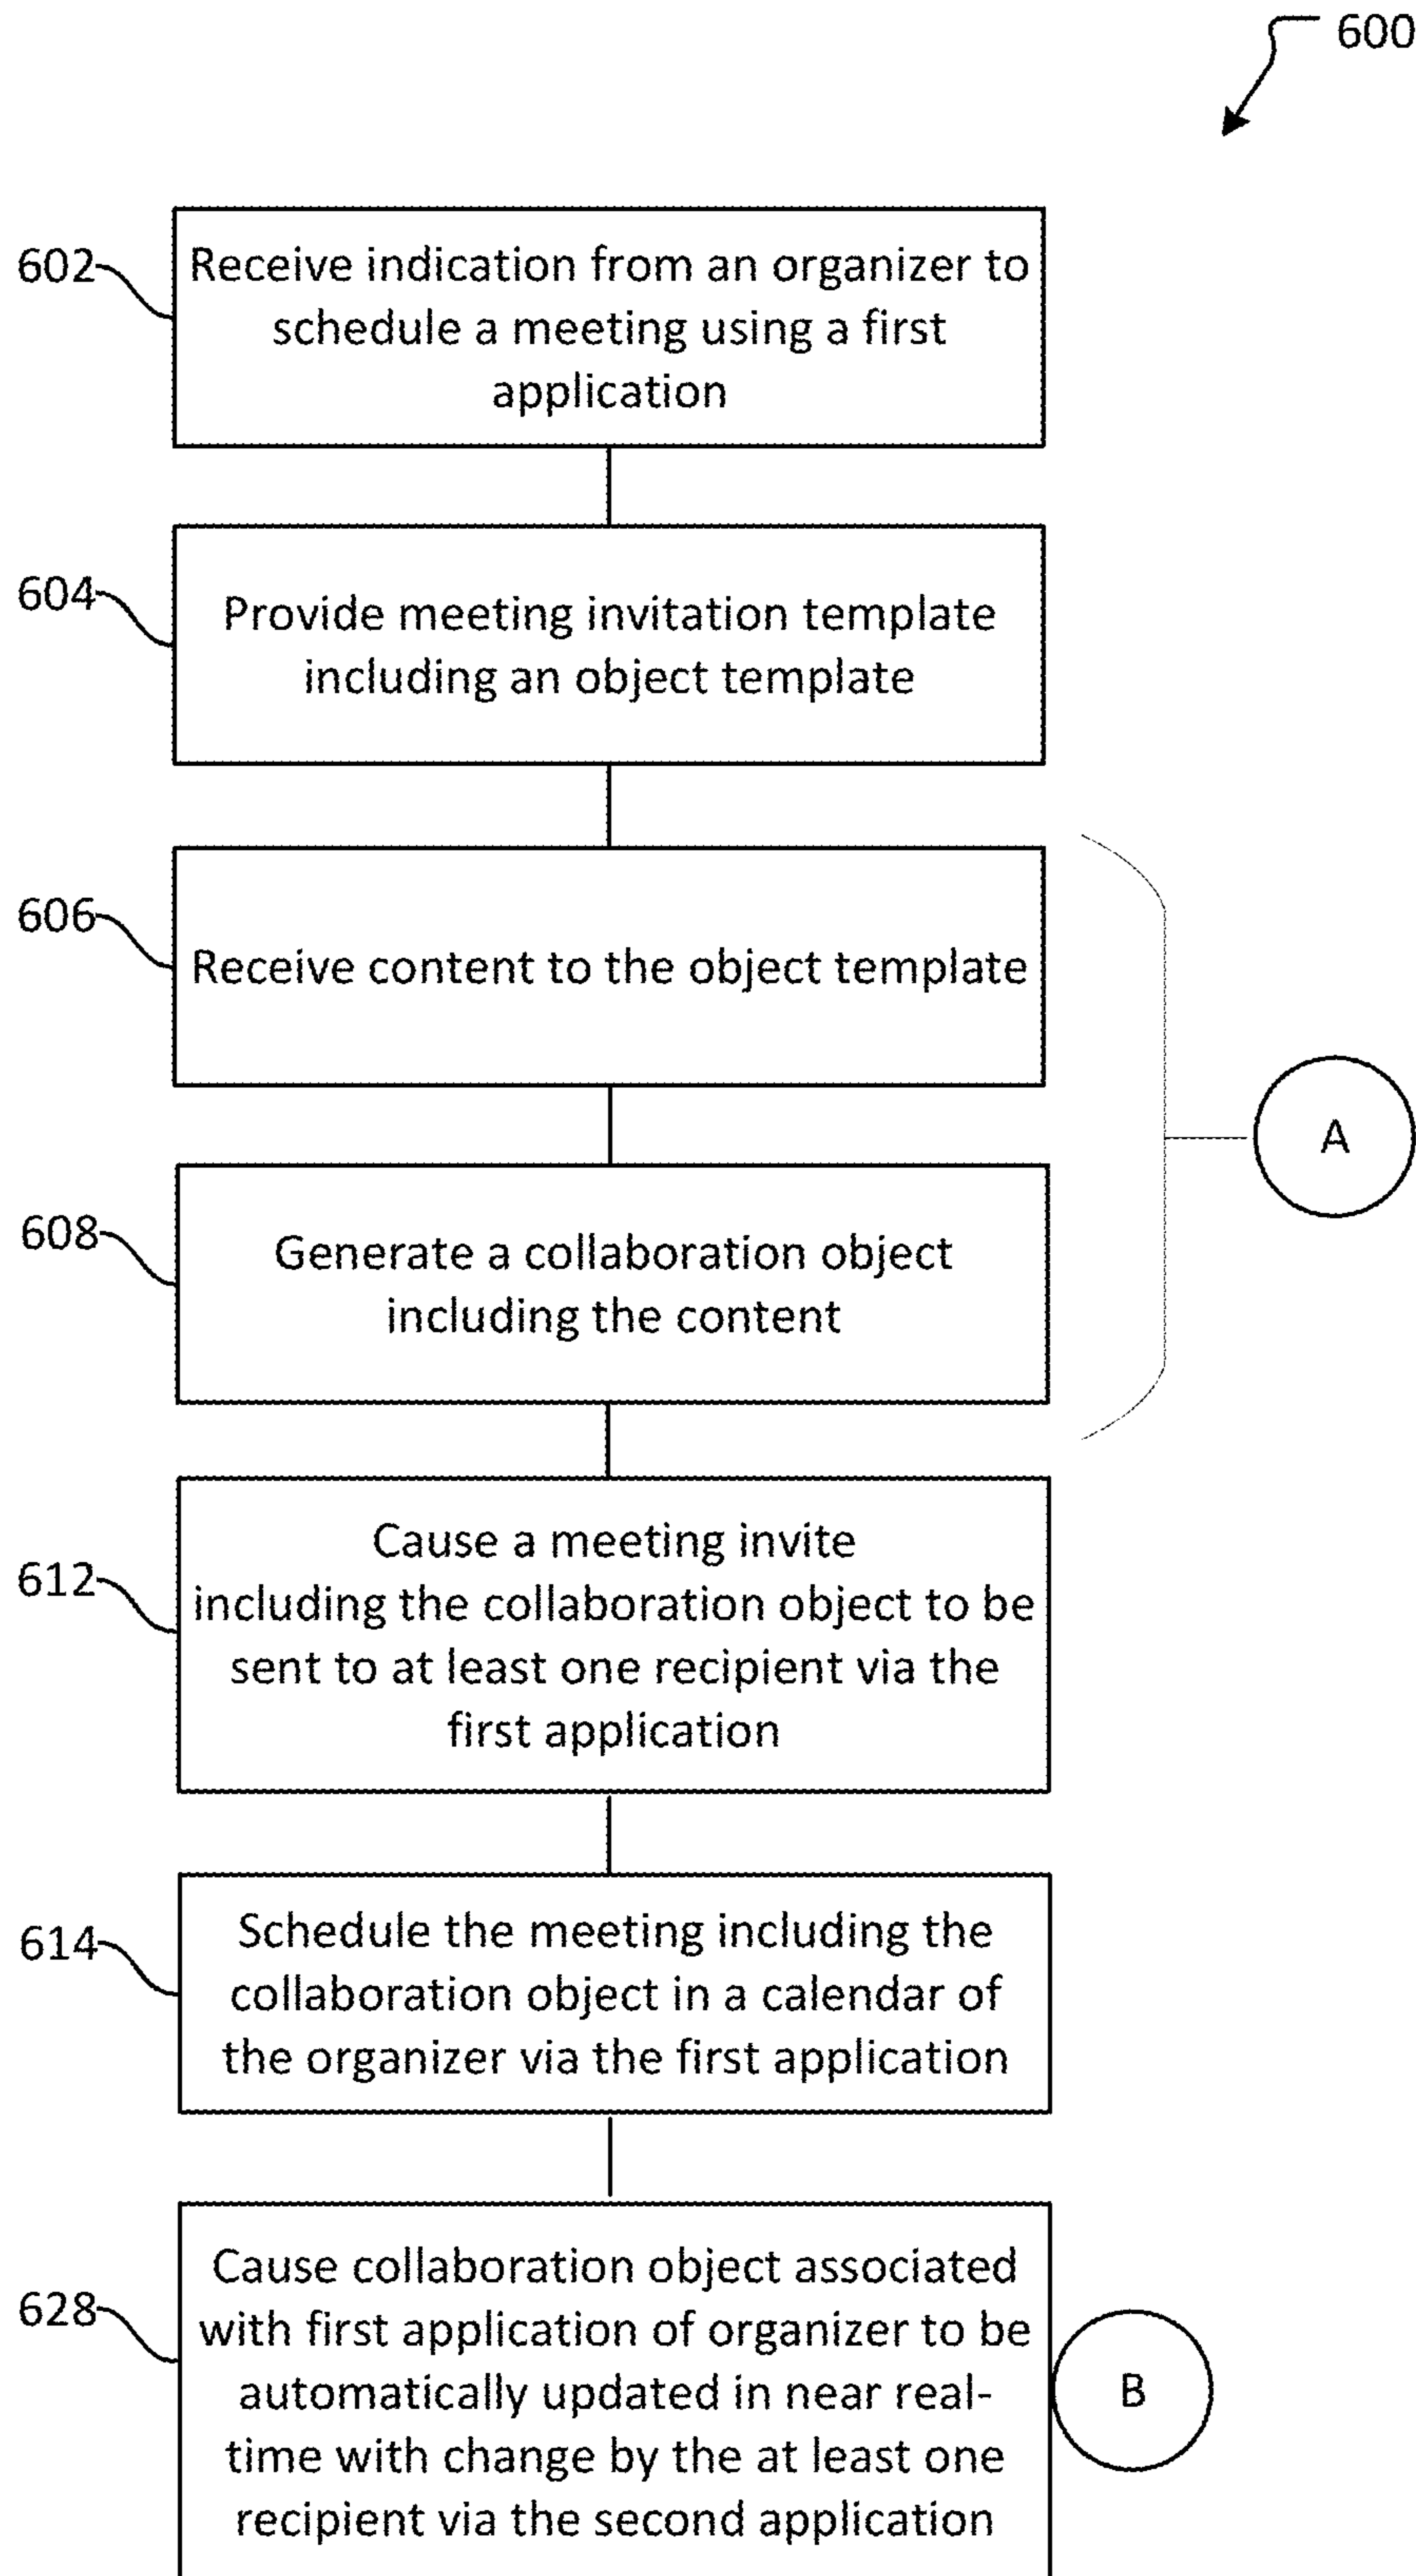 600
602
Receive indication from an organizer to
schedule a meeting using a first
application
604
Provide meeting invitation template
including an object template
606
Receive content to the object template
A
608
Generate a collaboration object
including the content
612
Cause a meeting invite
including the collaboration object to be
sent to at least one recipient via the
first application
614
Schedule the meeting including the
collaboration object in a calendar of
the organizer via the first application
628
Cause collaboration object associated
with first application of organizer to be
automatically updated in near real-
time with change by the at least one
recipient via the second application
B